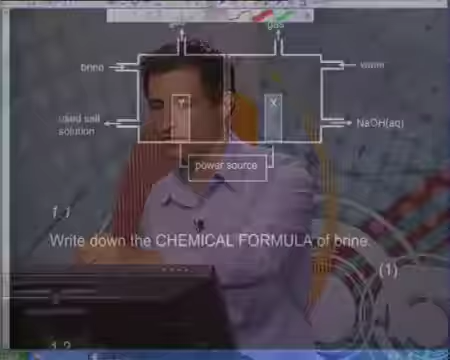 gas
brine
water
used salt
solution
NaOH(aq)
Y
X
power source
1.1
Write down the CHEMICAL FORMULA of brine.
(1)
1.2